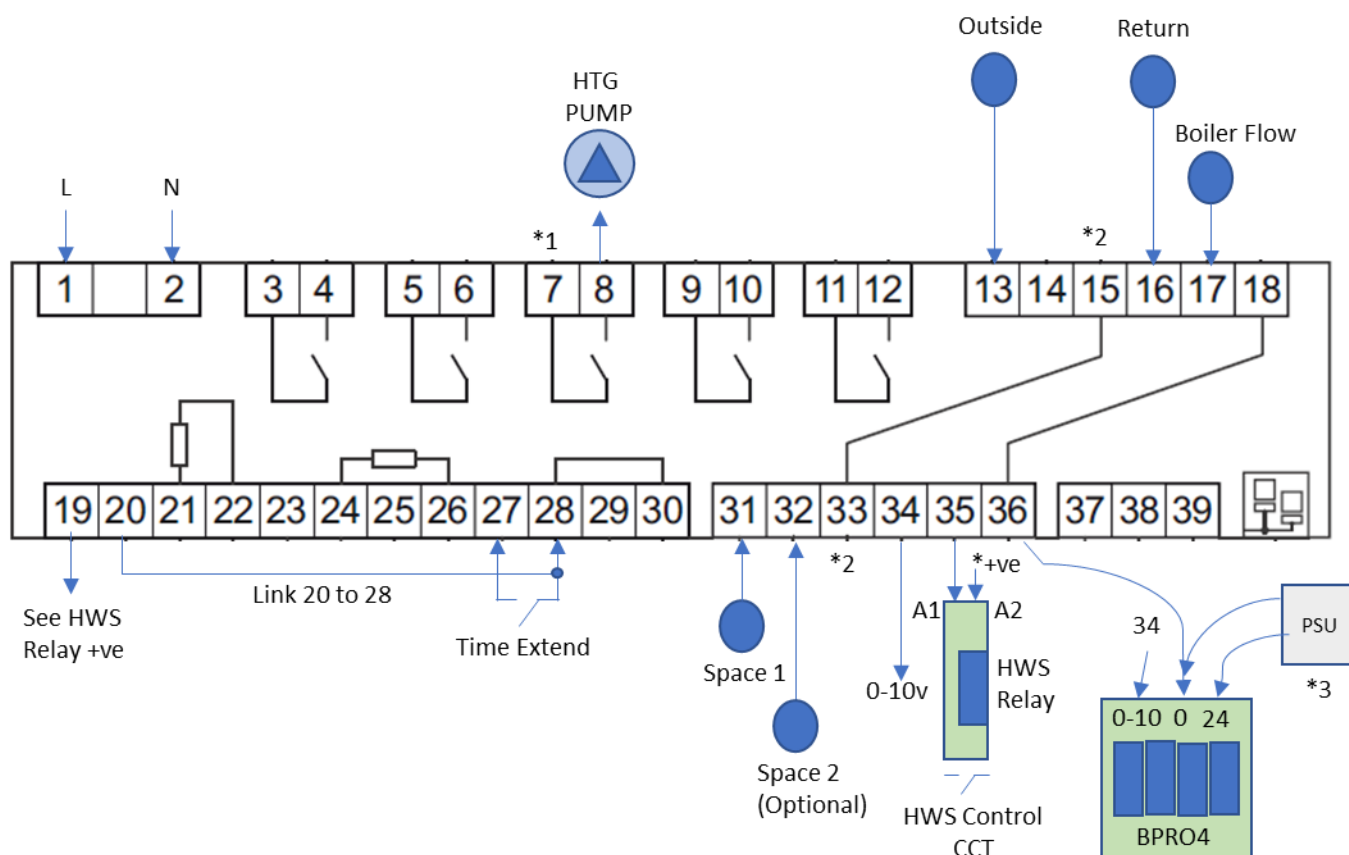 Outside
Return
HTG
PUMP
Boiler Flow
L
N
*1
*2
1
2
3
4
5
6
7
8
9
10
11
12
13
14
15
16
17
18
19
20
21
22
23
24
25
26
27
28
29
30
31
32
33
34
35
36
37
38
39
Link 20 to 28
*2
*+ve
See HWS
Relay +ve
Time Extend
A1
A2
34
PSU
Space 1
0-10v
HWS
Relay
*3
0-10
0
24
Space 2
(Optional)
HWS Control
CCT
BPRO4